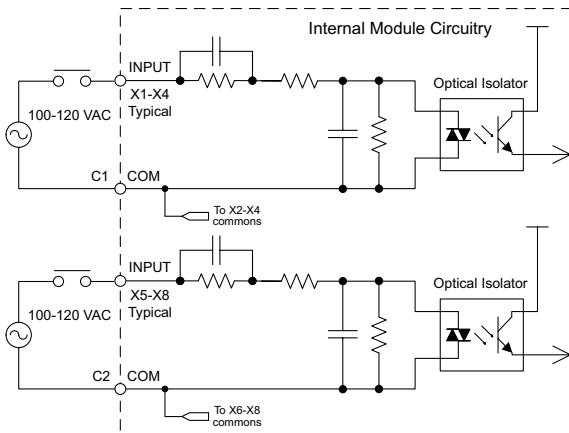 Internal Module Circuitry
INPUT
X1-X4
Typical
100-120 VAC
Optical Isolator
C1
COM
To X2-X4
commons
INPUT
X5-X8
Typical
100-120 VAC
Optical Isolator
C2
COM
To X6-X8
commons